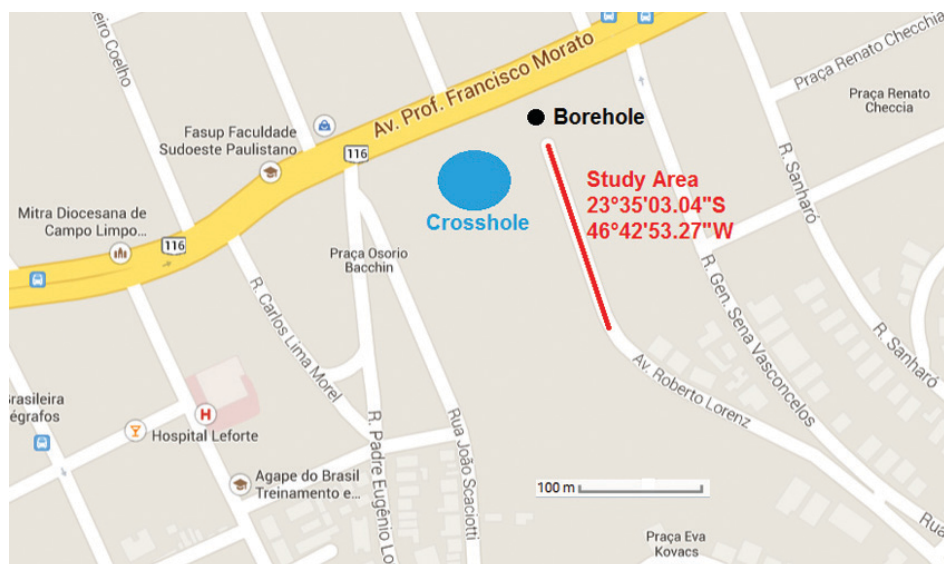 eiro Coelho
Av. Prof. Francisco Morato
Praça Renato Checchia
Praça Renato
Checcia
Fasup Faculdade
Sudoeste Paulistano
116
Borehole
R. Sanharó
Study Area
23°35'03.04"S
46°42'53.27"W
Crosshole
Mitra Diocesana de
Campo Limpo...
116
Praça Osorio
Bacchin
R. Carlos Lima Morel
R. Gen. Sena Vasconcelos
R. Sanharó
Av. Roberto Lorenz
Brasileira
égrafos
H
Hospital Leforte
R. Padre Eugênio Lo
Rua João Scaciotti
Agape do Brasil
Treinamento e...
100 m
Rua
Praça Eva
Kovacs